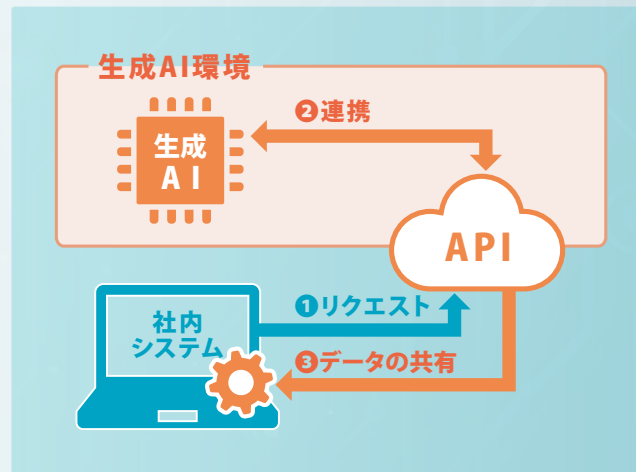 生成AI環境
❷連携
生成
AI
API
❶リクエスト
社内
システム
❸データの共有